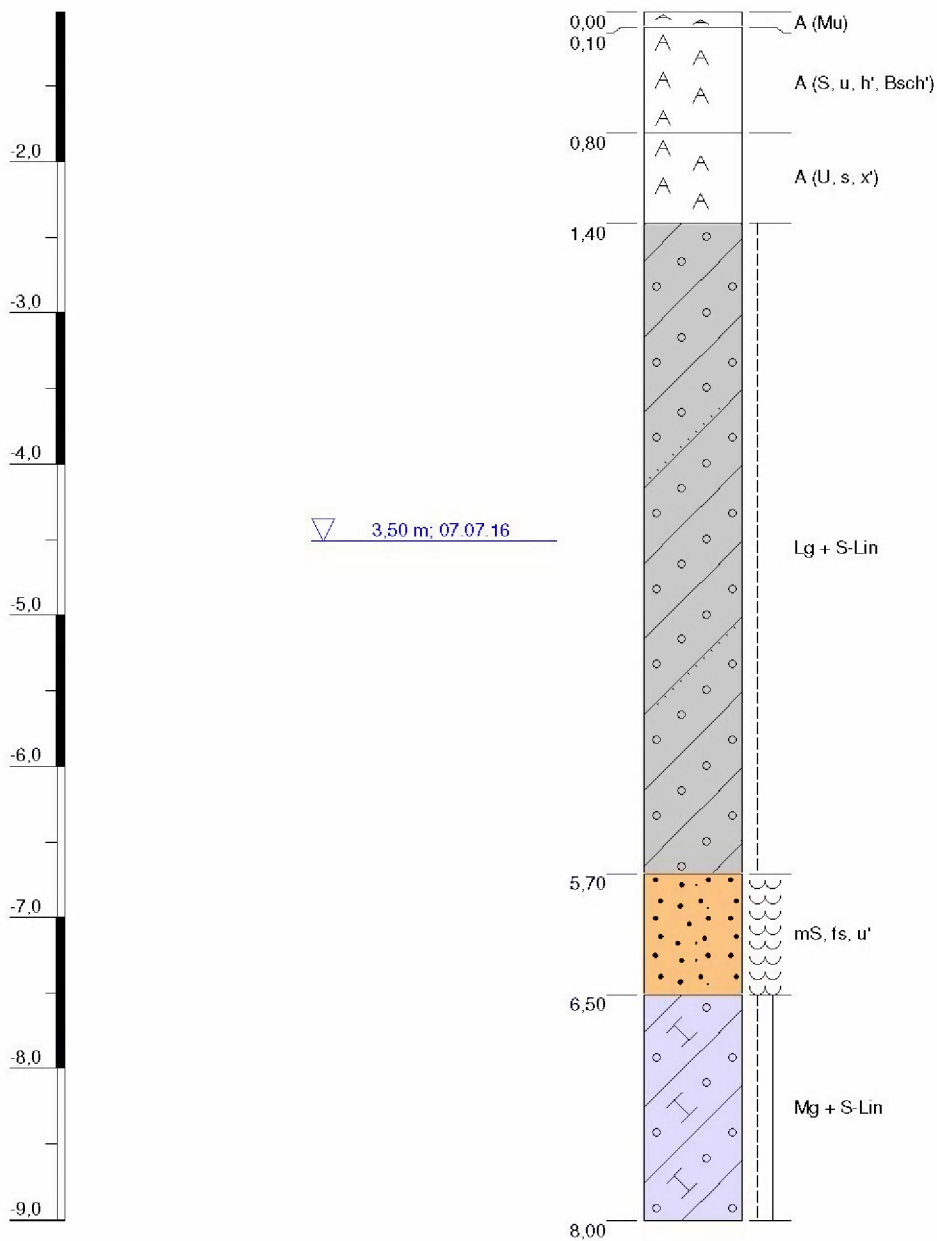 0,00
A (Mu)
0,10
A (S, u, h', Bsch')
0,80
A (U, s, x')
1,40
-2,0
-3,0
-4,0
3,50 m; 07.07.16
Lg + S-Lin
-5,0
-6,0
5,70
-7,0
mS, fs, u'
6,50
-8,0
Mg + S-Lin
-9,0
8,00